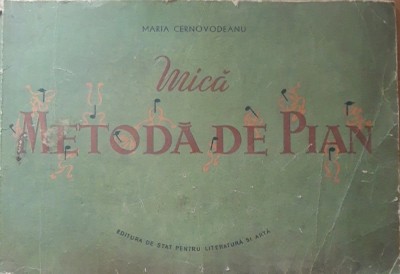 MARIA CERNOVODEANU
Mică
METODĂ DE PIAN
EDITURA DE STAT PENTRU LITERATURĂ ȘI ARTĂ